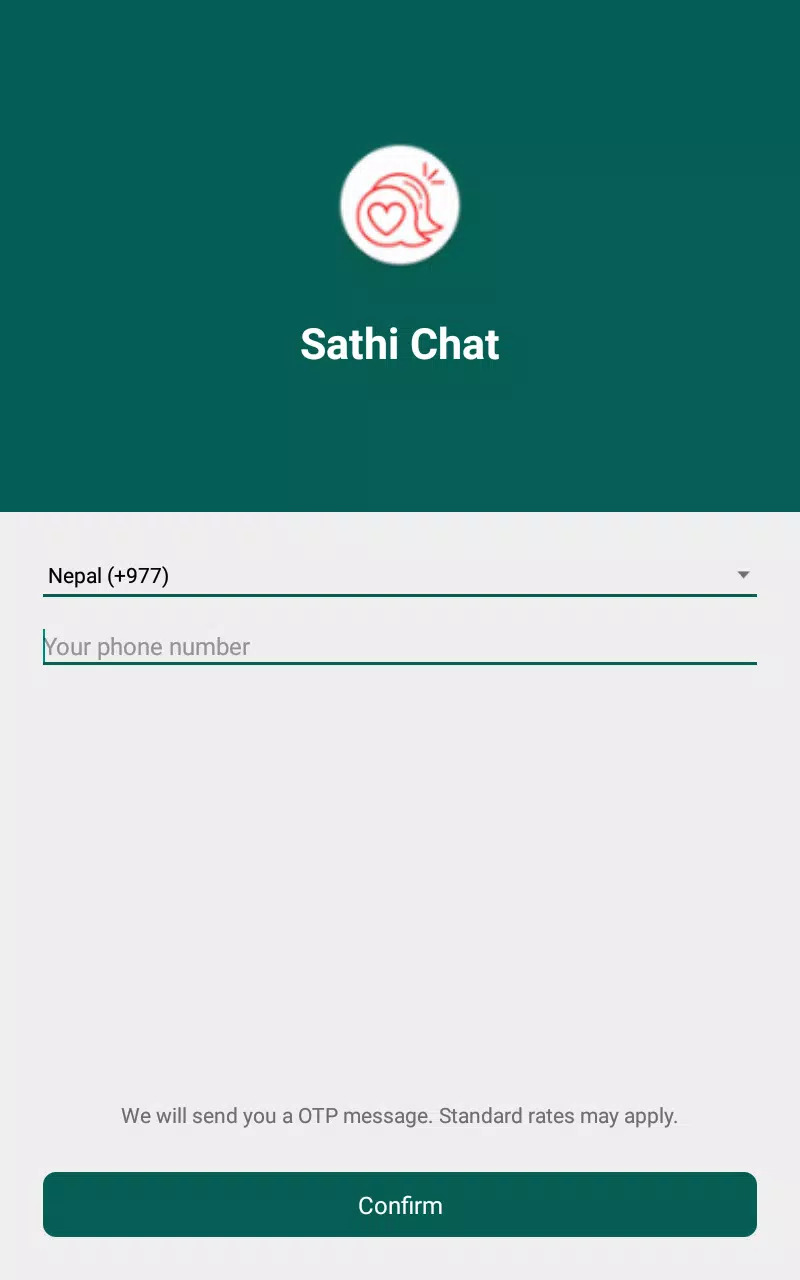 Sathi Chat
Nepal (+977)
Your phone number
We will send you a OTP message. Standard rates may apply.
Confirm